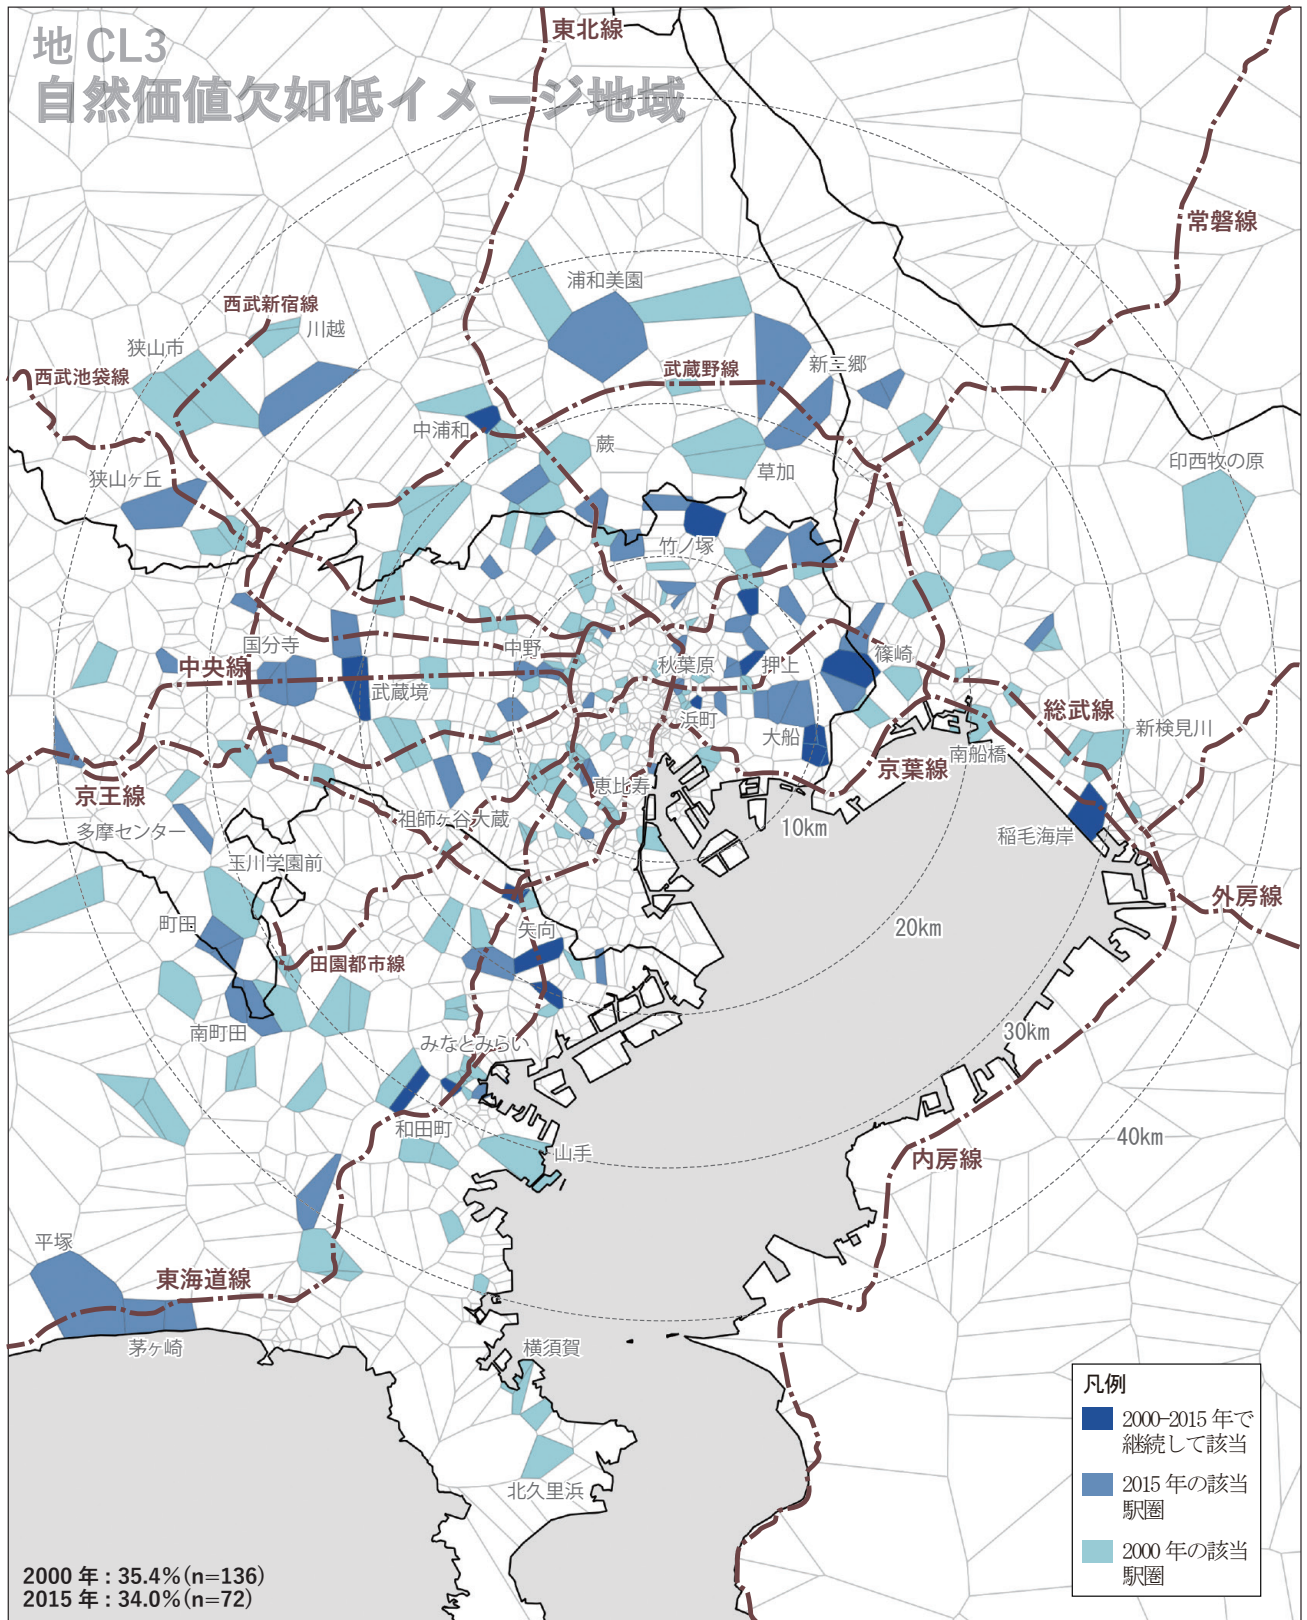 地 CL3
自然価値欠如低イメージ地域
東北線
常磐線
西武新宿線
川越
浦和美園
狭山市
西武池袋線
武蔵野線
新三郷
中浦和
蕨
草加
印西牧の原
狭山ヶ丘
竹ノ塚
国分寺
中野
秋葉原
押上
篠崎
中央線
武蔵境
浜町
大船
総武線
新検見川
南船橋
京葉線
京王線
恵比寿
祖師ヶ谷大蔵
10km
稲毛海岸
多摩センター
玉川学園前
外房線
町田
矢向
20km
田園都市線
南町田
みなとみらい
30km
和田町
40km
山手
内房線
平塚
東海道線
茅ヶ崎
横須賀
北久里浜
凡例
2000-2015 年で
継続して該当
2015 年の該当
駅圏
2000 年の該当
駅圏
2000 年 : 35.4%(n=136)
2015 年 : 34.0%(n=72)